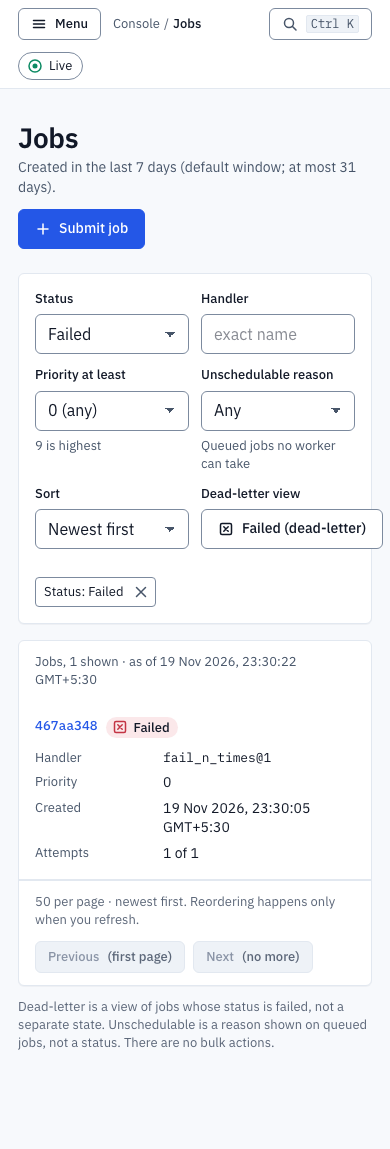 Menu
Console / Jobs
Ctrl K
Live
Jobs
Created in the last 7 days (default window; at most 31
days).
Submit job
Status
Handler
Failed
exact name
Priority at least
Unschedulable reason
0 (any)
Any
9 is highest
Queued jobs no worker
can take
Sort
Dead-letter view
Newest first
Failed (dead-letter)
Status: Failed
Jobs, 1 shown · as of 19 Nov 2026, 23:30:22
GMT+5:30
467aa348
Failed
Handler
fail_n_times@1
Priority
0
Created
19 Nov 2026, 23:30:05
GMT+5:30
Attempts
1 of 1
50 per page · newest first. Reordering happens only
when you refresh.
Previous (first page)
Next (no more)
Dead-letter is a view of jobs whose status is failed, not a
separate state. Unschedulable is a reason shown on queued
jobs, not a status. There are no bulk actions.